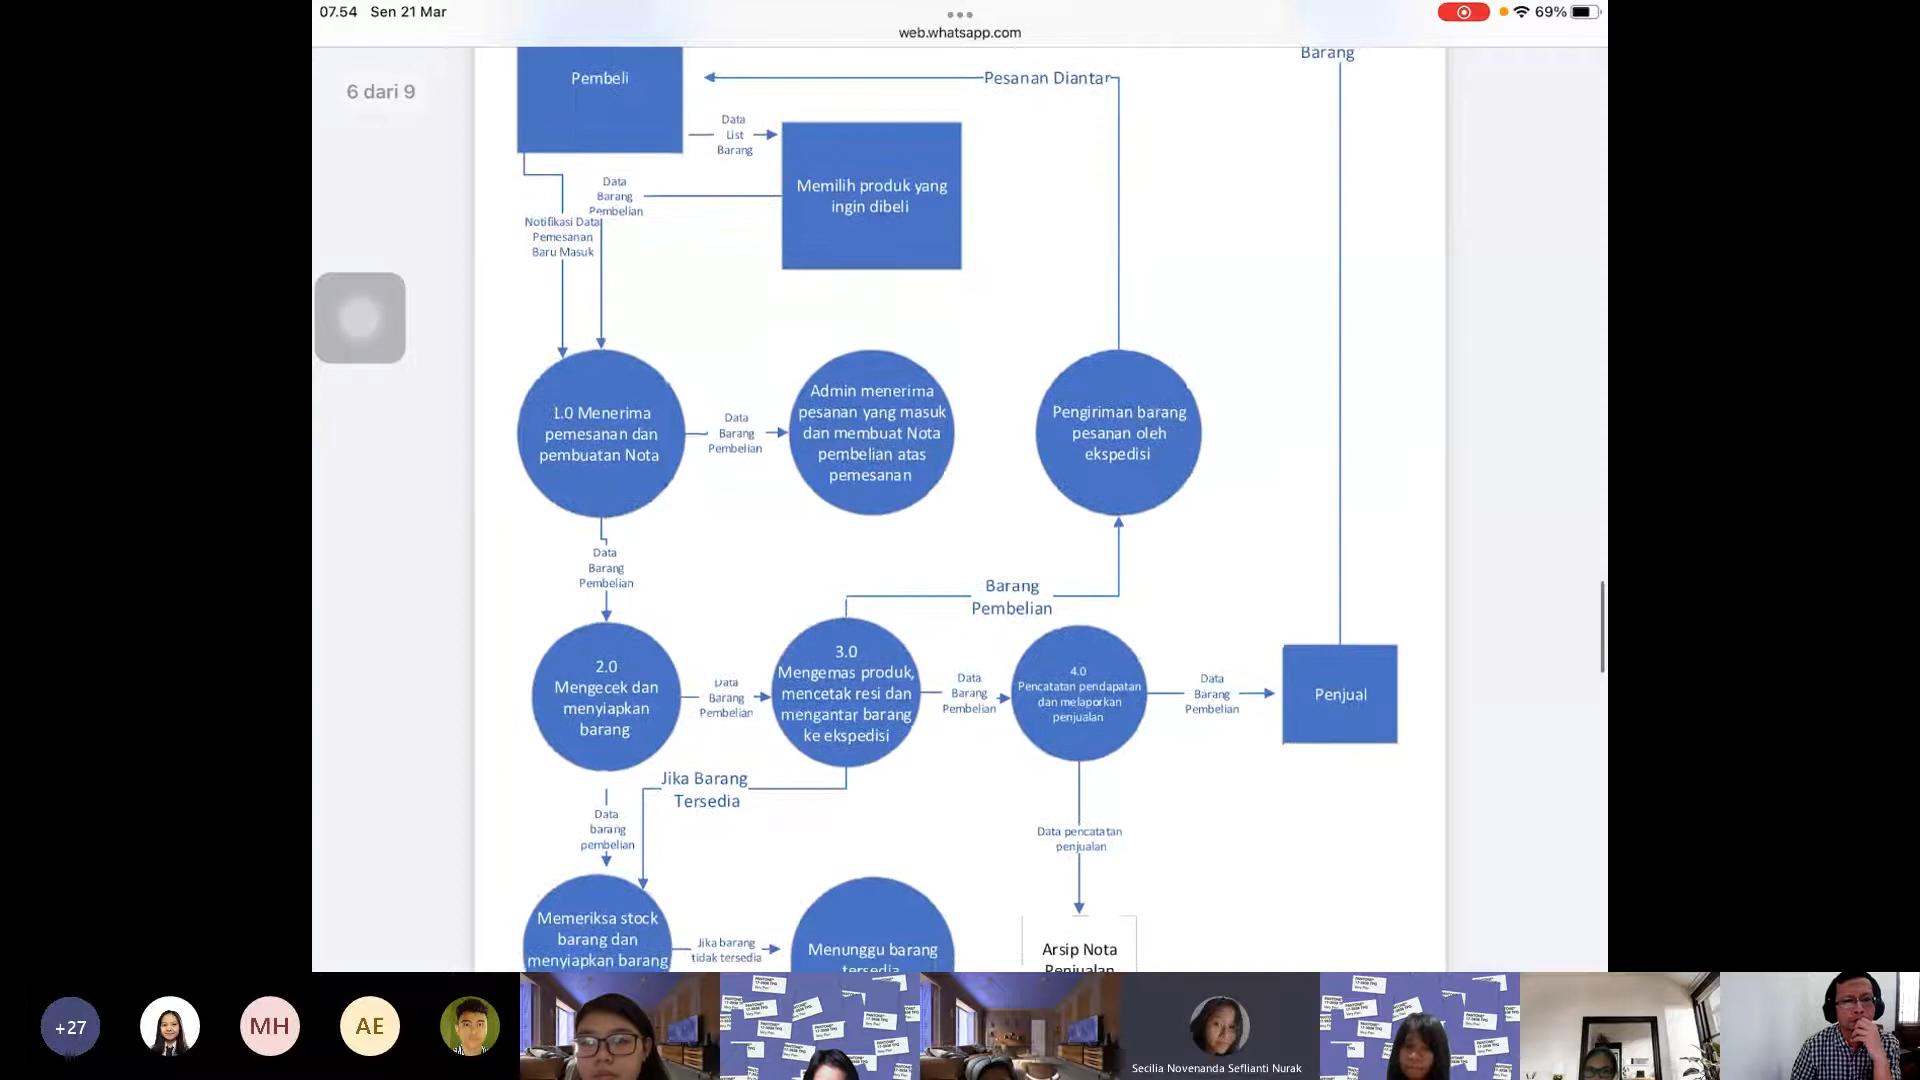 07.54 Sen 21 Mar
web.whatsapp.com
69%
6 dari 9
Pembeli
Pesanan Diantar
Barang
Data
List
Barang
Memilih produk yang
ingin dibeli
Data
Barang
Pembelian
Notifikasi Data
Pemesanan
Baru Masuk
1.0 Menerima
pemesanan dan
pembuatan Nota
Data
Barang
Pembelian
Admin menerima
pesanan yang masuk
dan membuat Nota
pembelian atas
pemesanan
Pengiriman barang
pesanan oleh
ekspedisi
Data
Barang
Pembelian
Barang
Pembelian
2.0
Mengecek dan
menyiapkan
barang
Data
Barang
Pembelian
3.0
Mengemas produk,
mencetak resi dan
mengantar barang
ke ekspedisi
Data
Barang
Pembelian
4.0
Pencatatan pendapatan
dan melaporkan
penjualan
Data
Barang
Pembelian
Penjual
Jika Barang
Tersedia
Data
barang
pembelian
Data pencatatan
penjualan
Memeriksa stock
barang dan
menyiapkan barang
Jika barang
tidak tersedia
Menunggu barang
tersedia
Arsip Nota
Penjualan
+27
MH
AE
Secilia Novenanda Seflianti Nurak